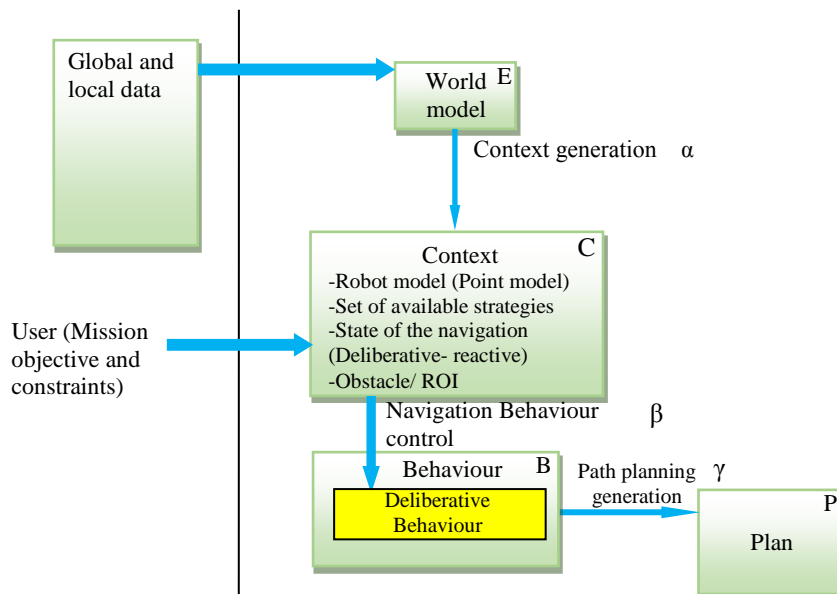 Global and
local data
World
model
E
Context generation α
Context
C
-Robot model (Point model)
-Set of available strategies
-State of the navigation
(Deliberative- reactive)
-Obstacle/ ROI
User (Mission
objective and
constraints)
Navigation Behaviour
control
β
Behaviour
B
Deliberative
Behaviour
Path planning
generation
γ
P
Plan